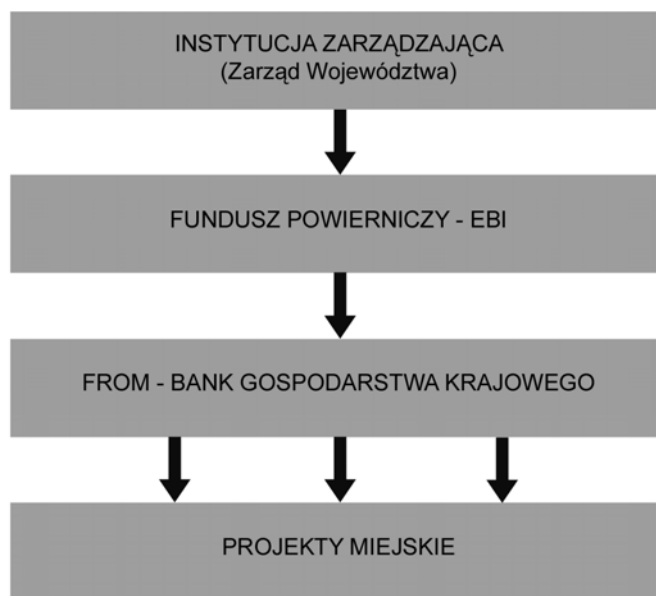 INSTYTUCJA ZARZĄDZAJĄCA
(Zarząd Województwa)
FUNDUSZ POWIERNICZY - EBI
FROM - BANK GOSPODARSTWA KRAJOWEGO
PROJEKTY MIEJSKIE